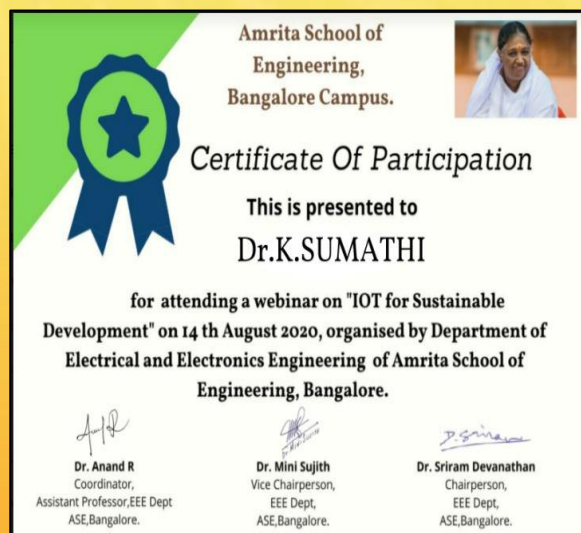 Amrita School of
Engineering,
Bangalore Campus.
Certificate Of Participation
This is presented to
Dr.K.SUMATHI
for attending a webinar on "IOT for Sustainable
Development" on 14 th August 2020, organised by Department of
Electrical and Electronics Engineering of Amrita School of
Engineering, Bangalore.
D. Sriram
Dr. Anand R
Coordinator,
Assistant Professor,EEE Dept
ASE,Bangalore.
Dr. Mini Sujith
Vice Chairperson,
EEE Dept,
ASE,Bangalore.
Dr. Sriram Devanathan
Chairperson,
EEE Dept,
ASE,Bangalore.